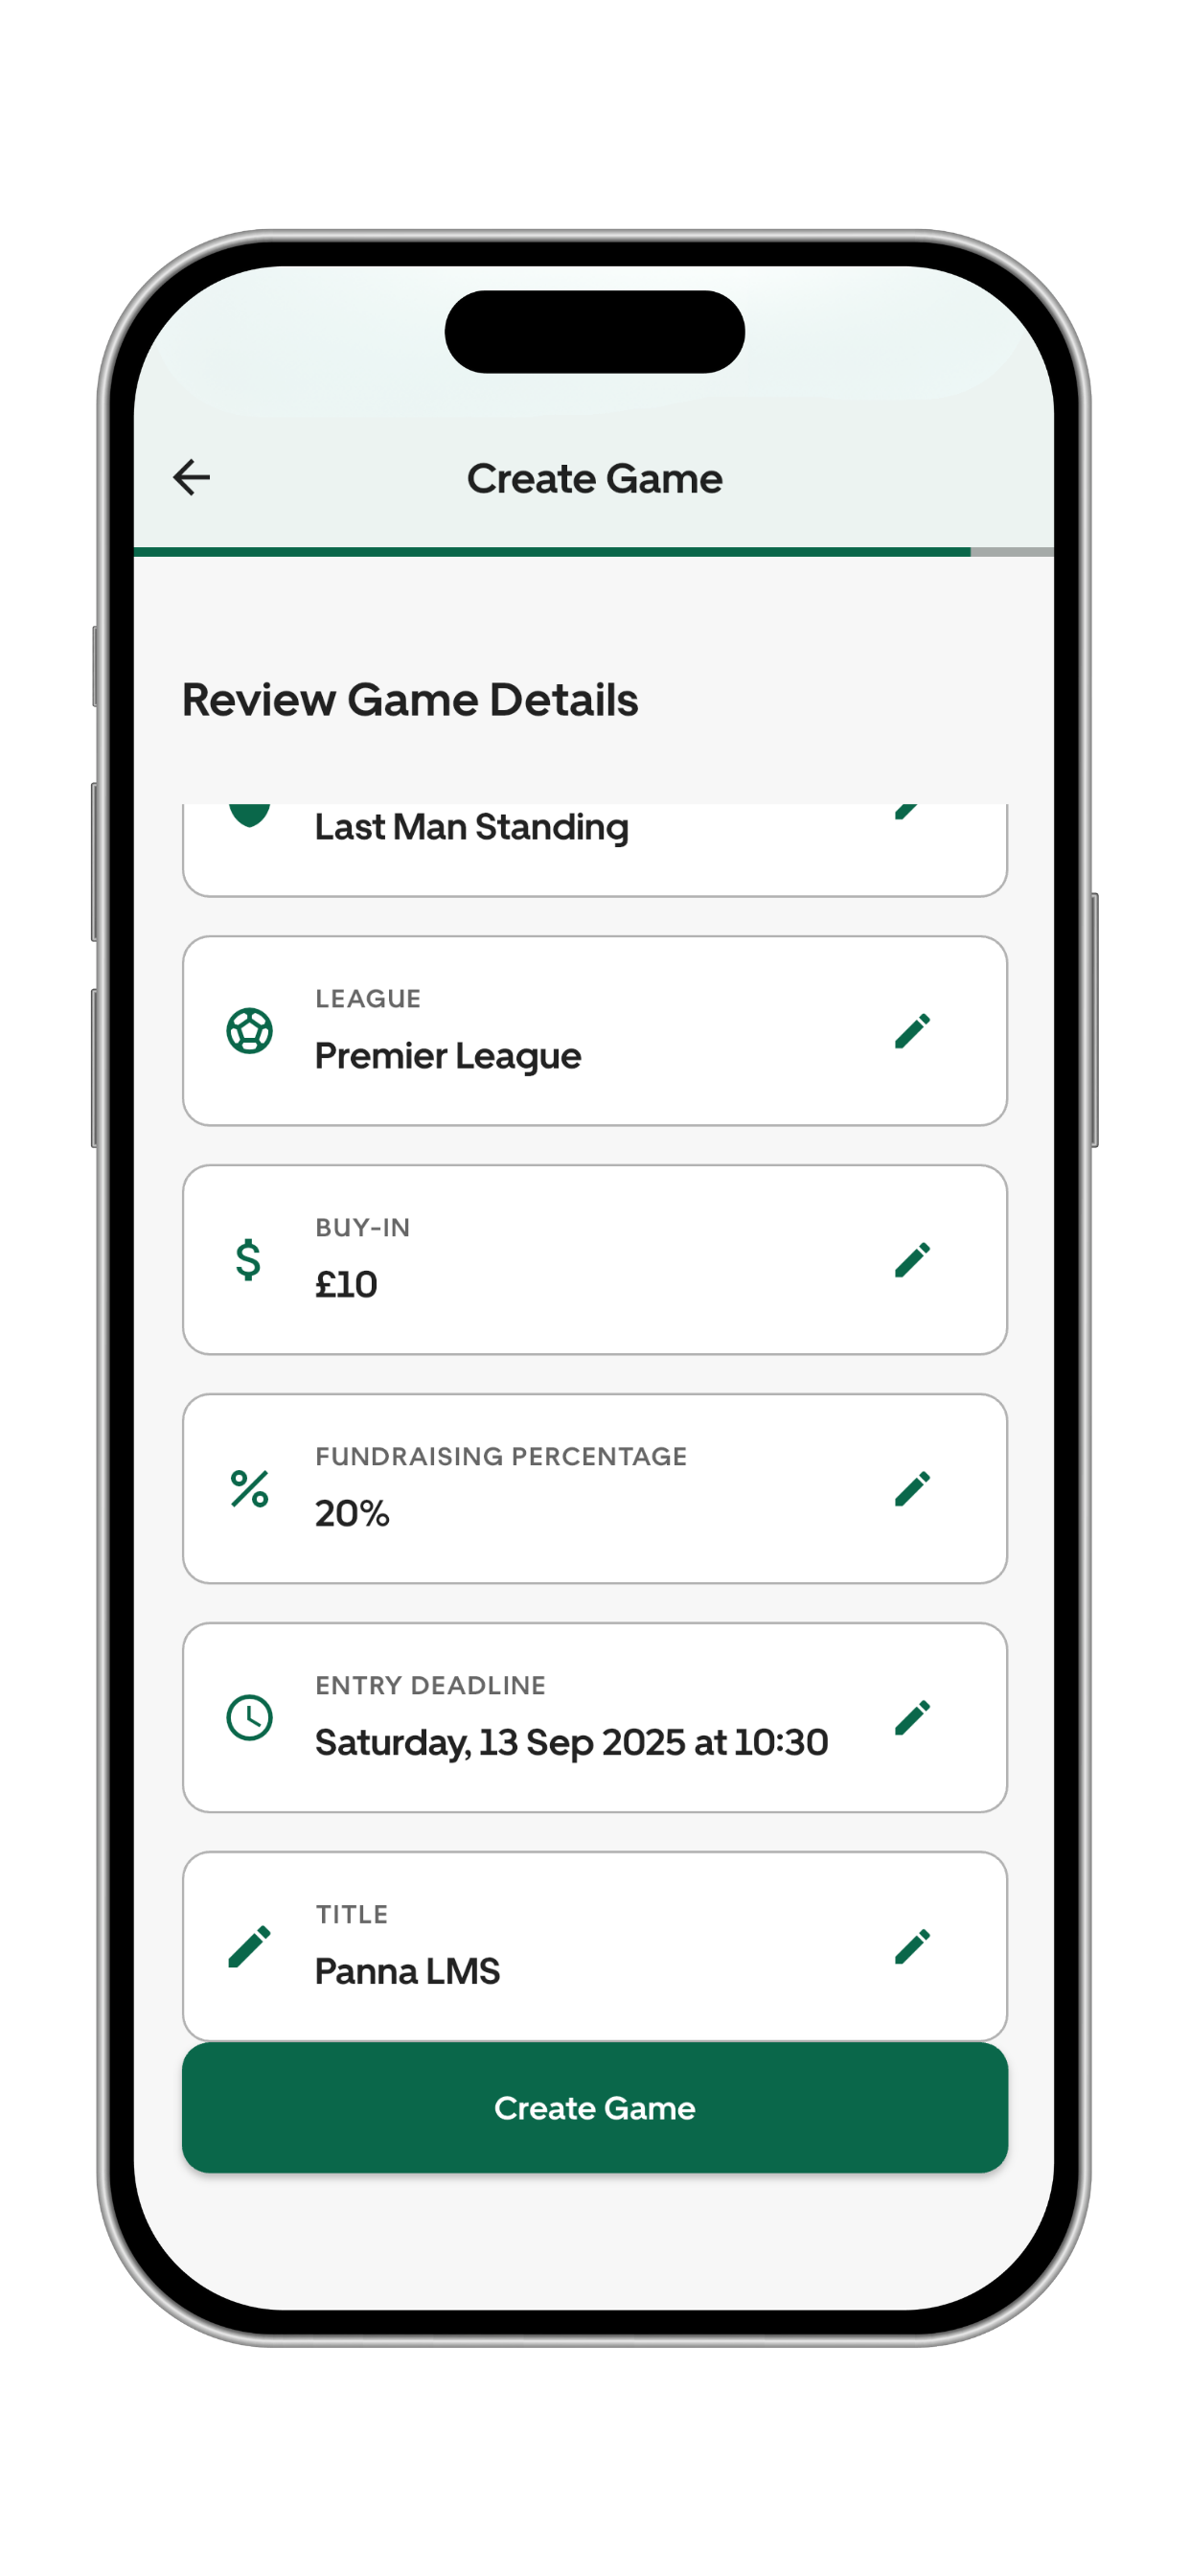 Create Game
Review Game Details
Last Man Standing
LEAGUE
Premier League
BUY-IN
£10
FUNDRAISING PERCENTAGE
20%
ENTRY DEADLINE
Saturday, 13 Sep 2025 at 10:30
TITLE
Panna LMS
Create Game